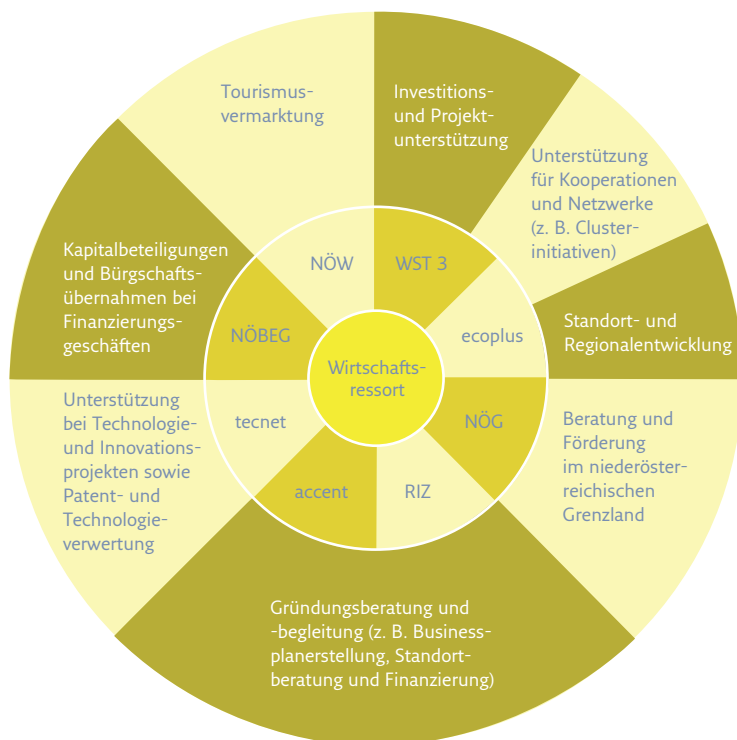 Tourismus-
vermarktung
Investitions-
und Projekt-
unterstützung
Unterstützung
für Kooperationen
und Netzwerke
(z. B. Cluster-
initiativen)
Kapitalbeteiligungen
und Bürgschafts-
übernahmen bei
Finanzierungs-
geschäften
NÖW
WST 3
NÖBEG
ecoplus
Standort- und
Regionalentwicklung
Wirtschafts-
ressort
Unterstützung
bei Technologie-
und Innovations-
projekten sowie
Patent- und
Technologie-
verwertung
tecnet
NÖG
Beratung und
Förderung
im niederöster-
reichischen
Grenzland
accent
RIZ
Gründungsberatung und
-begleitung (z. B. Business-
planerstellung, Standort-
beratung und Finanzierung)